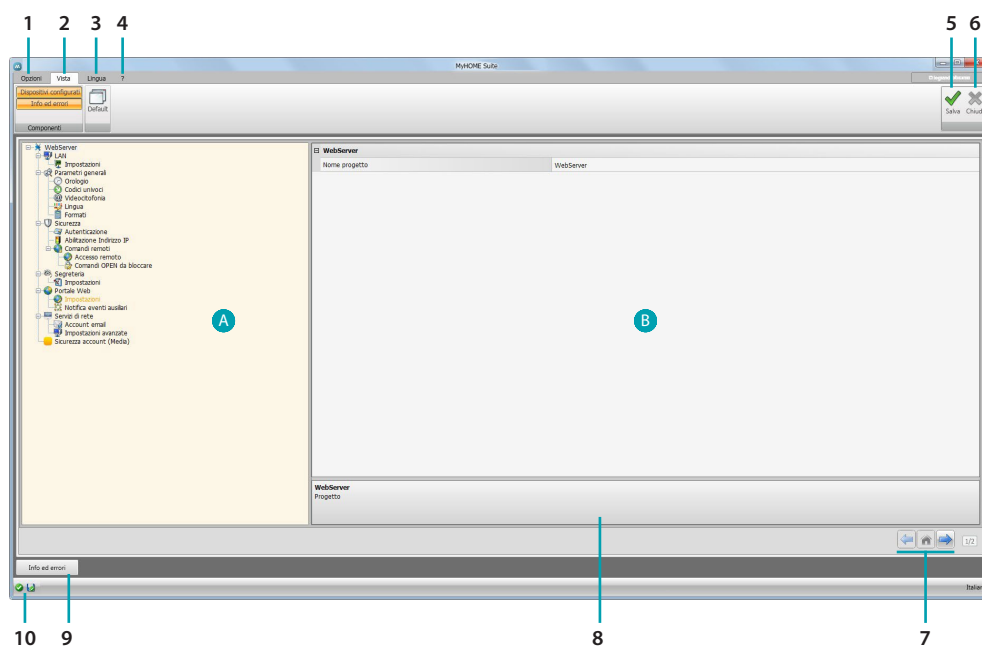 1 2 3 4 5 6
MyHOME Suite
Opzioni Vista Lingua ?
Dispositivi configurati
Info ed errori
Default
Salva Chiudi
Componenti
WebServer
LAN
Impostazioni
Parametri generali
Orologio
Codici univoci
Videocitofonia
Lingua
Formati
Sicurezza
Autenticazione
Abilitazione Indirizzo IP
Comandi remoti
Accesso remoto
Comandi OPEN da bloccare
Segreteria
Impostazioni
Portale Web
Impostazioni
Notifica eventi ausiliari
Servizi di rete
Account email
Impostazioni avanzate
Sicurezza account (Media)
A
WebServer
Nome progetto WebServer
B
WebServer
Progetto
1/2
Info ed errori
Italian
10 9 8 7